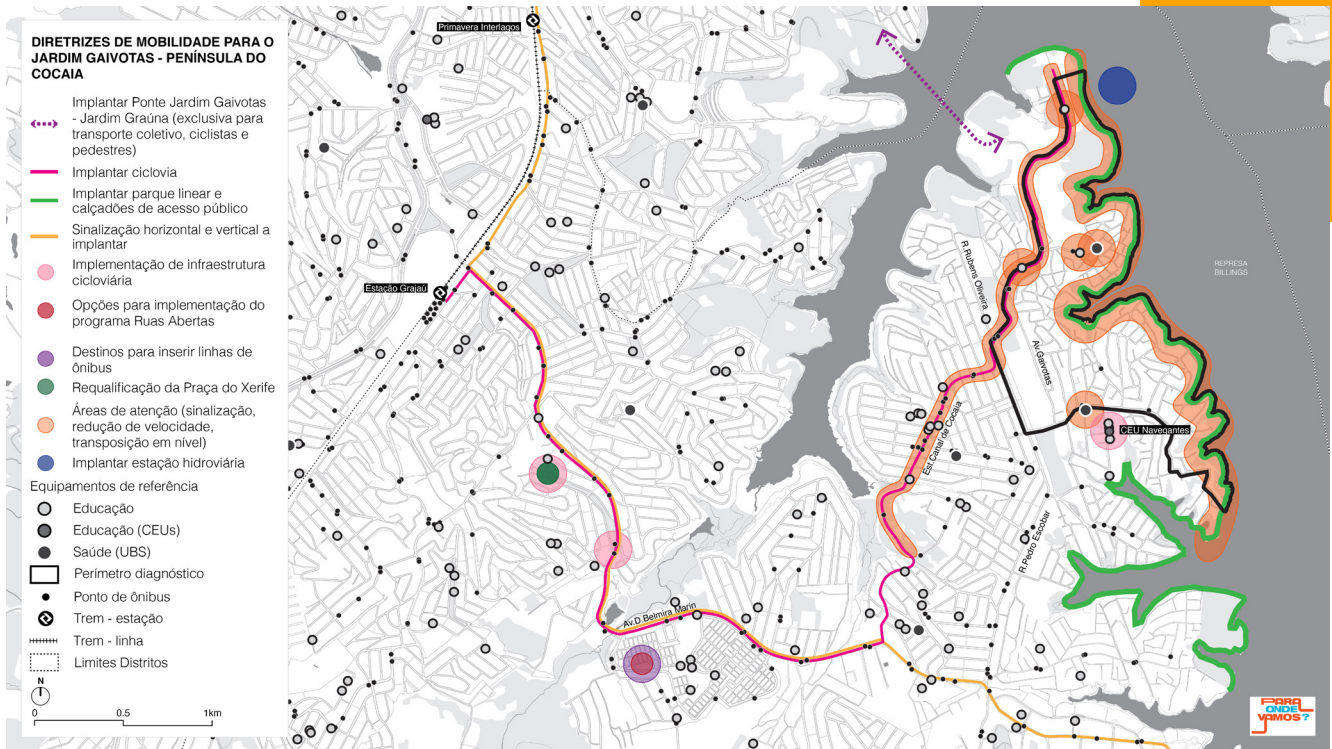 DIRETRIZES DE MOBILIDADE PARA O
JARDIM GAIVOTAS - PENÍNSULA DO
COCAIA
Implantar Ponte Jardim Gaivotas
- Jardim Graúna (exclusiva para
transporte coletivo, ciclistas e
pedestres)
Implantar ciclovia
Implantar parque linear e
calçadões de acesso público
Sinalização horizontal e vertical a
implantar
Implementação de infraestrutura
cicloviária
Opções para implementação do
programa Ruas Abertas
Destinos para inserir linhas de
ônibus
Requalificação da Praça do Xerife
Áreas de atenção (sinalização,
redução de velocidade,
transposição em nível)
Implantar estação hidroviária
Equipamentos de referência
Educação
Educação (CEUs)
Saúde (UBS)
Perímetro diagnóstico
Ponto de ônibus
Trem - estação
Trem - linha
Limites Distritos
N
0 0.5 1km
Primavera Interlagos
Estação Grajaú
R.Rubens Oliveira
Av.Gaivotas
REPRESA
BILLINGS
CEU Navegantes
Est.Canal de Cocaia
R.Pedro Escobar
Av.D.Belmira Marin
PARA
ONDE
VAMOS?